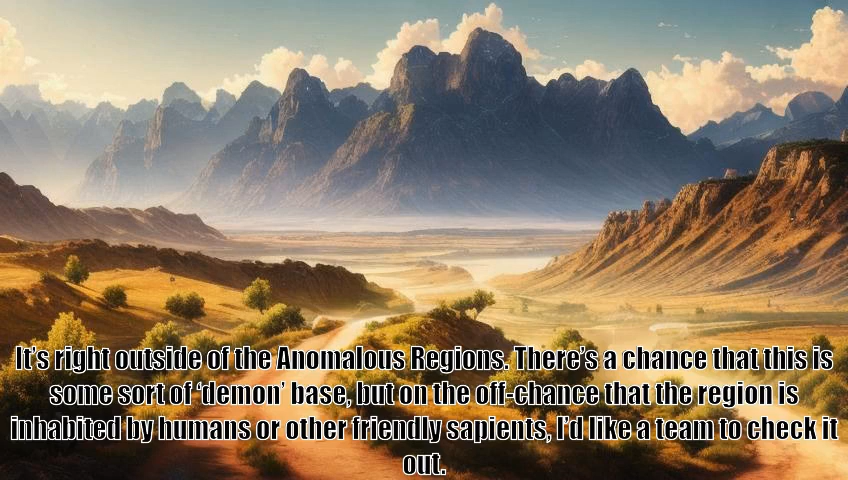 It's right outside of the Anomalous Regions. There's a chance that this is
some sort of ‘demon’ base, but on the off-chance that the region is
inhabited by humans or other friendly sapients, I'd like a team to check it
out.